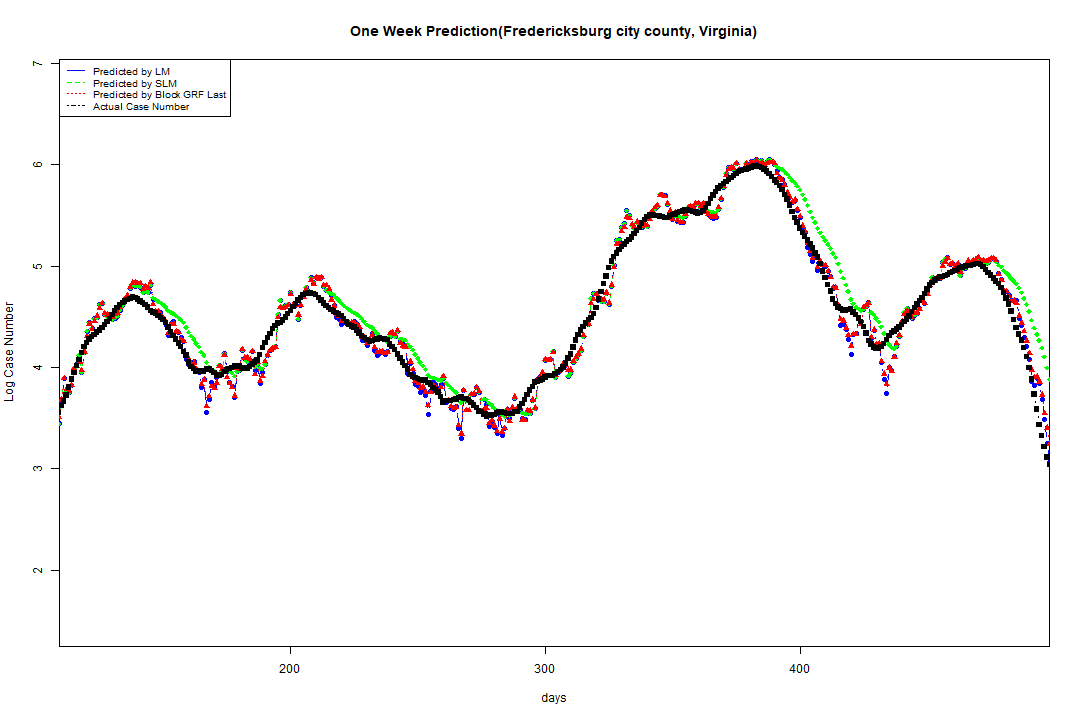 One Week Prediction(Fredericksburg city county, Virginia)
Predicted by LM
Predicted by SLM
Predicted by Block GRF Last
Actual Case Number
7
6
5
4
3
2
Log Case Number
200 300 400
days